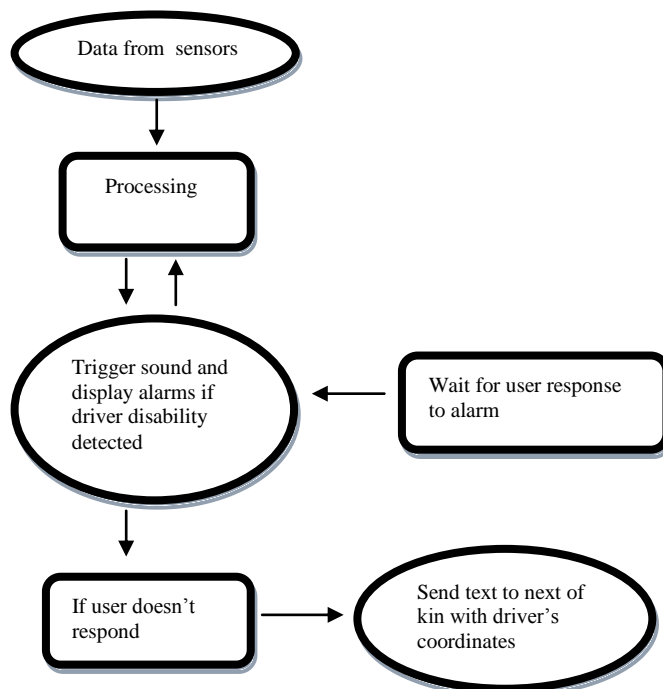 Data from sensors
Processing
Trigger sound and
display alarms if
driver disability
detected
Wait for user response
to alarm
If user doesn't
respond
Send text to next of
kin with driver's
coordinates